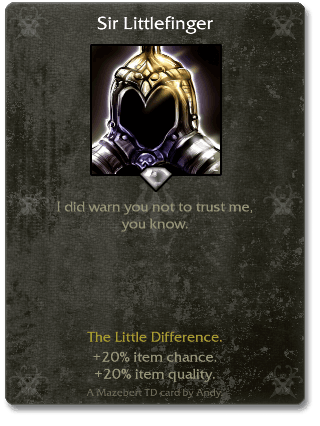 Sir Littlefinger
I did warn you not to trust me,
you know.
The Little Difference.
+20% item chance.
+20% item quality.
A Mazebert TD card by Andy